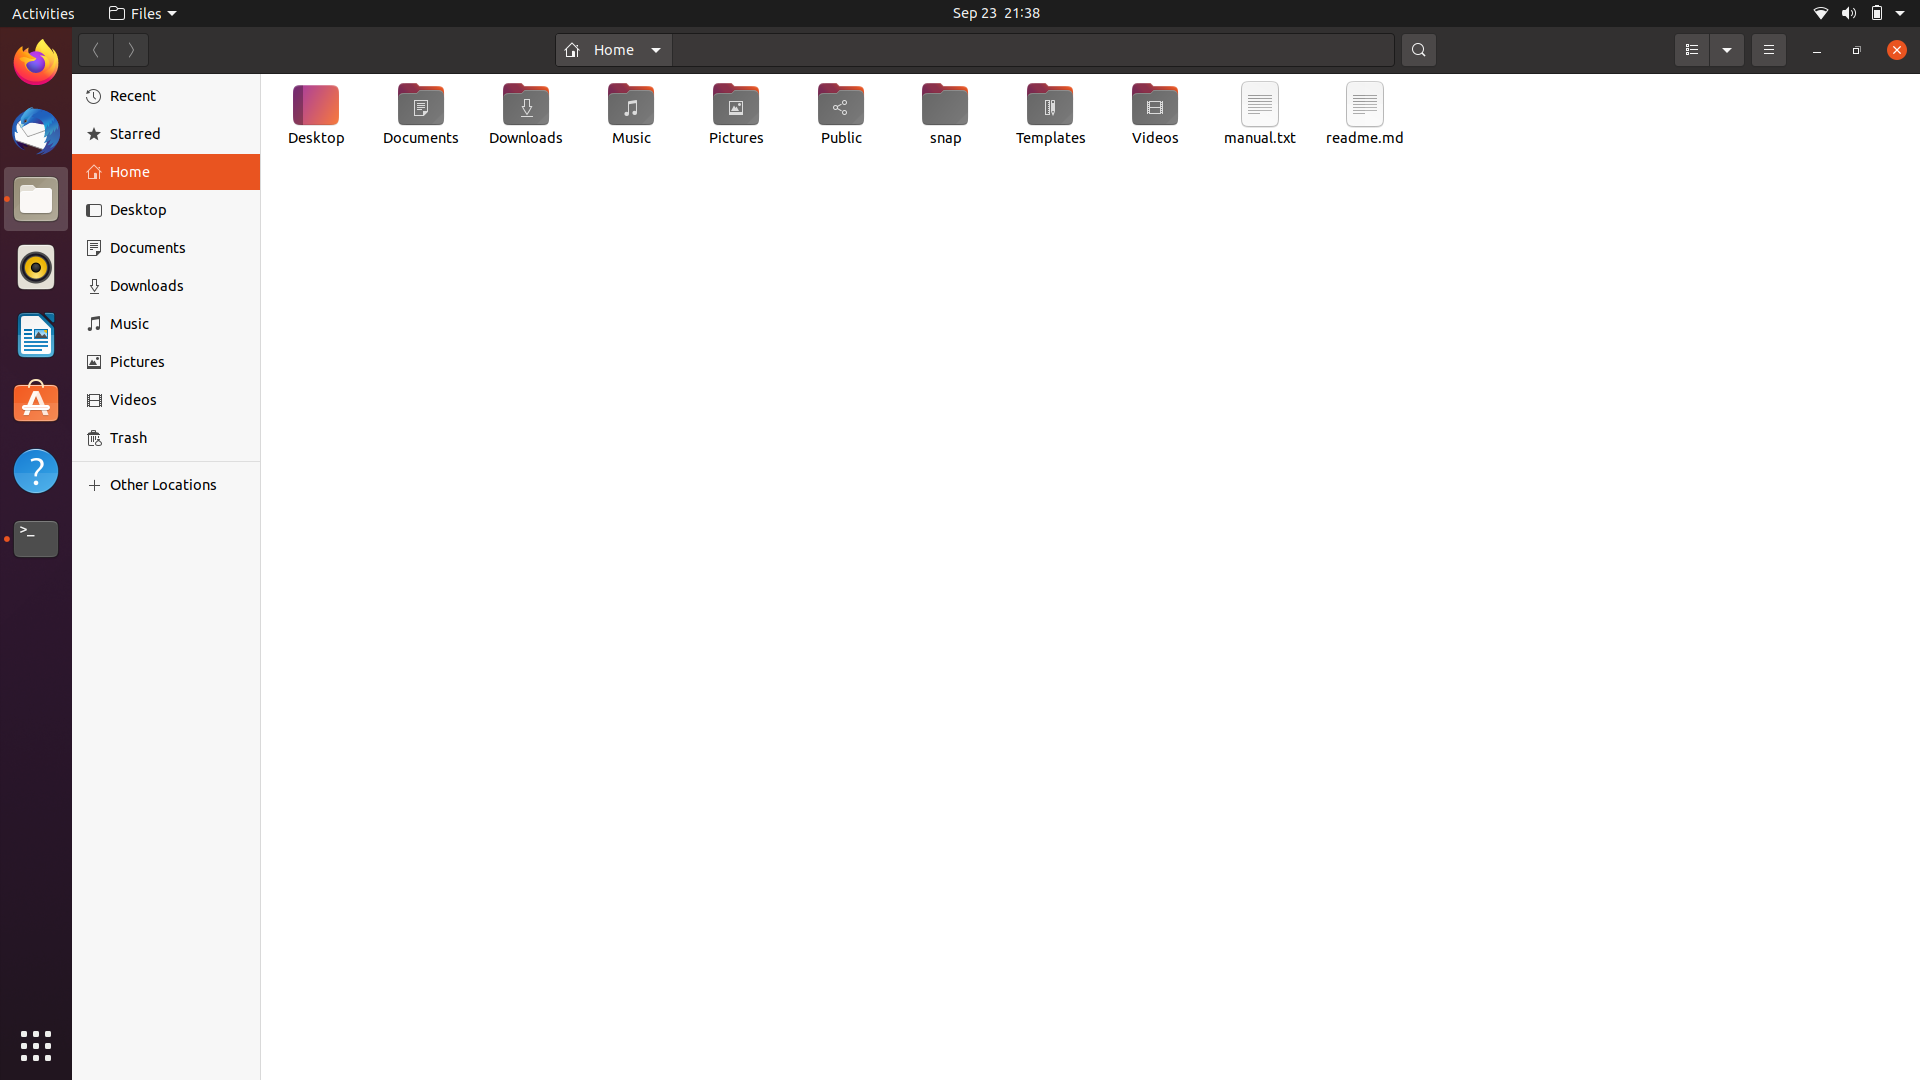 Activities
Files
Sep 23 21:38
Home
Recent
Starred
Home
Desktop
Documents
Downloads
Music
Pictures
Videos
Trash
Other Locations
Desktop
Documents
Downloads
Music
Pictures
Public
snap
Templates
Videos
manual.txt
readme.md
?
>_